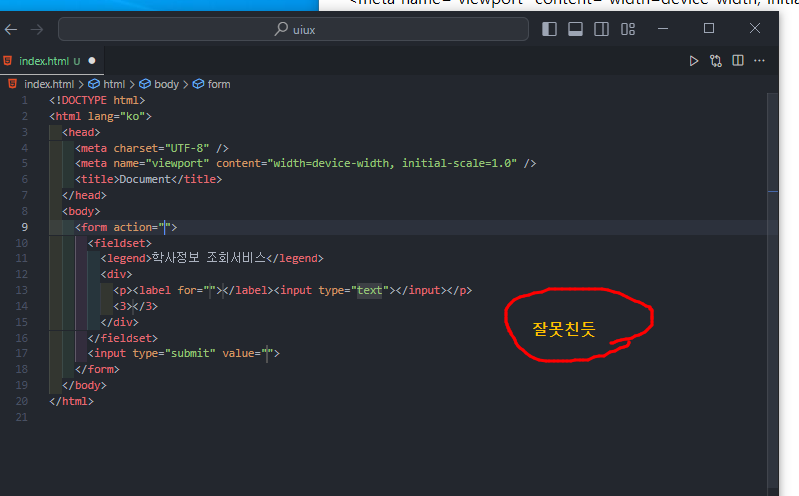 <meta name="viewport" content="width=device-width, initia
uiux
index.html U
index.html > html > body > form
1 <!DOCTYPE html>
2 <html lang="ko">
3 <head>
4 <meta charset="UTF-8" />
5 <meta name="viewport" content="width=device-width, initial-scale=1.0" />
6 <title>Document</title>
7 </head>
8 <body>
9 <form action="">
10 <fieldset>
11 <legend>학사정보 조회서비스</legend>
12 <div>
13 <p><label for=""></label><input type="text"></input></p>
14 <3></3>
15 </div>
잘못친듯
16 </fieldset>
17 <input type="submit" value="">
18 </form>
19 </body>
20 </html>
21